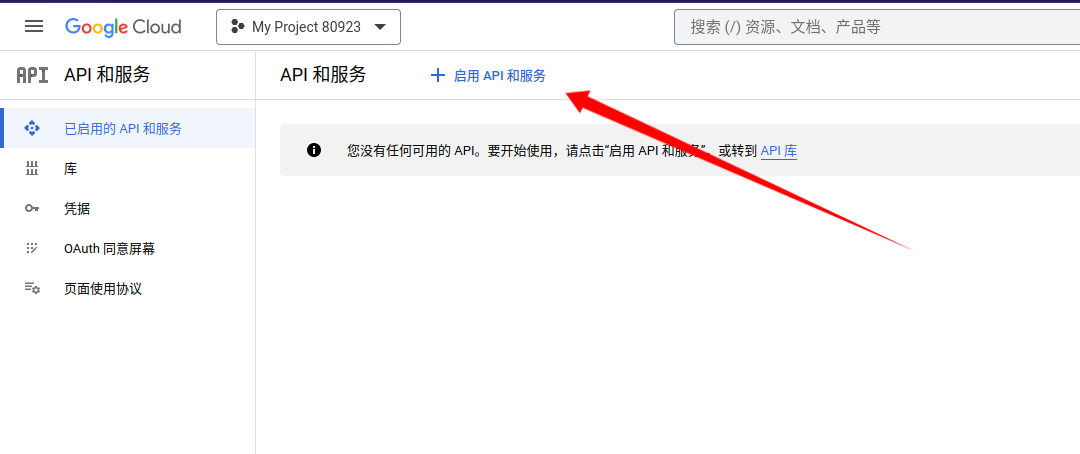 Google Cloud My Project 80923 搜索 (/) 资源、文档、产品等
API API 和服务
API 和服务 + 启用 API 和服务
已启用的 API 和服务
库
凭据
OAuth 同意屏幕
页面使用协议
您没有任何可用的 API。要开始使用，请点击“启用 API 和服务”，或转到 API 库